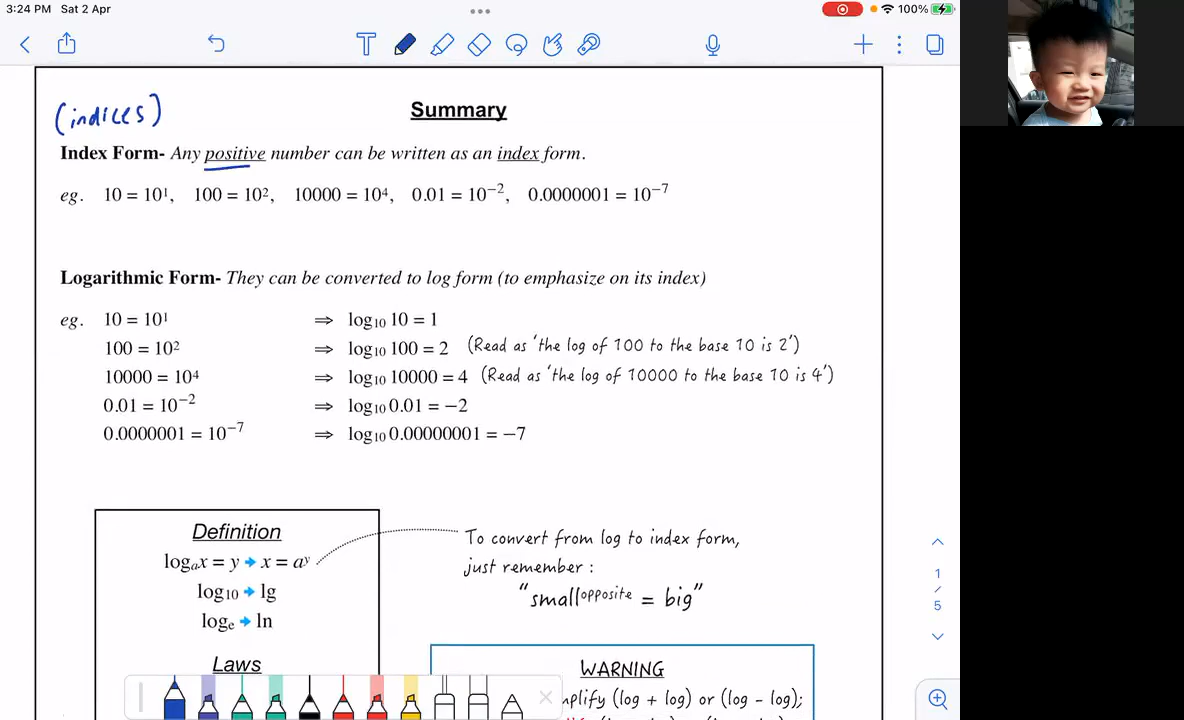 3:24 PM Sat 2 Apr
100%
T
(indices)
Summary
Index Form- Any positive number can be written as an index form.
eg. 10 = 10¹, 100 = 10², 10000 = 10⁴, 0.01 = 10⁻², 0.0000001 = 10⁻⁷
Logarithmic Form- They can be converted to log form (to emphasize on its index)
eg. 10 = 10¹ ⇒ log₁₀ 10 = 1
100 = 10² ⇒ log₁₀ 100 = 2 (Read as 'the log of 100 to the base 10 is 2')
10000 = 10⁴ ⇒ log₁₀ 10000 = 4 (Read as 'the log of 10000 to the base 10 is 4')
0.01 = 10⁻² ⇒ log₁₀ 0.01 = −2
0.0000001 = 10⁻⁷ ⇒ log₁₀ 0.00000001 = −7
Definition
logₐx = y → x = aʸ
log₁₀ → lg
logₑ → ln
Laws
To convert from log to index form,
just remember :
"small^opposite = big"
WARNING
mplify (log + log) or (log - log);
1
/
5